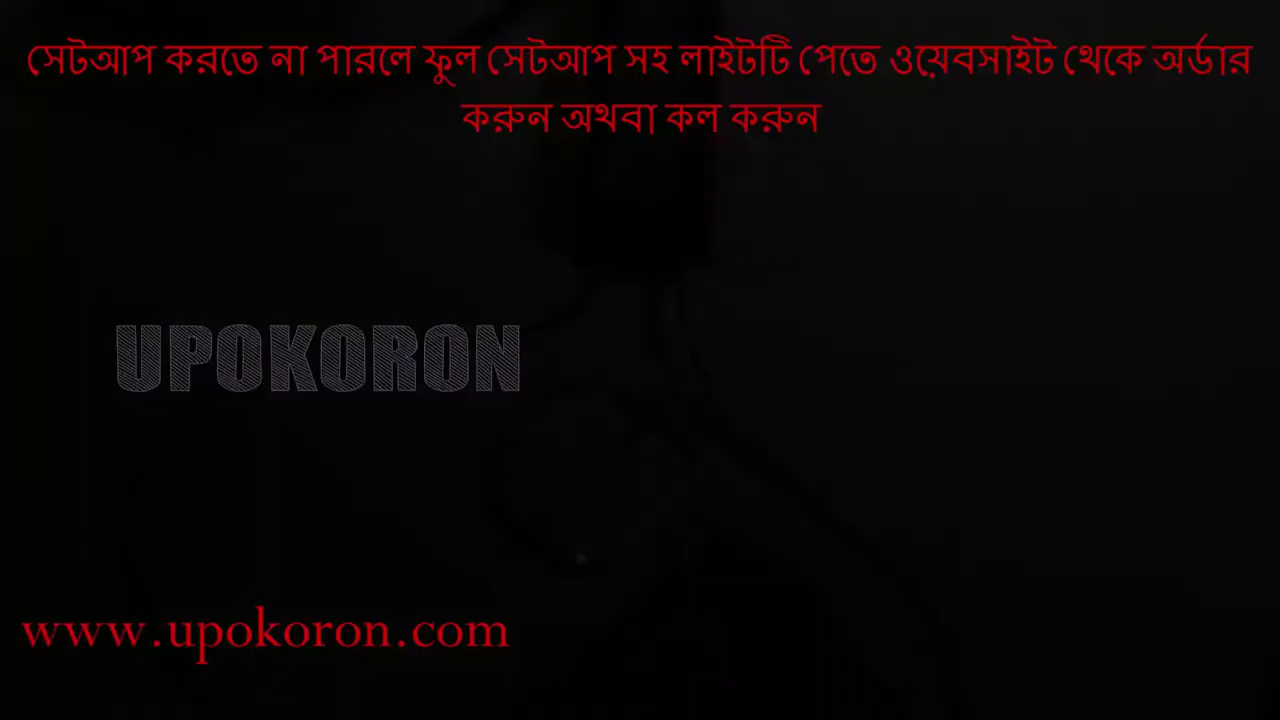 সেটআপ করতে না পারলে ফুল সেটআপ সহ লাইটটি পেতে ওয়েবসাইট থেকে অর্ডার
করুন অথবা কল করুন
UPOKORON
www.upokoron.com